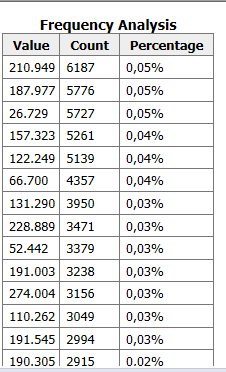 Frequency Analysis
Value Count Percentage
210.949 6187 0,05%
187.977 5776 0,05%
26.729 5727 0,05%
157.323 5261 0,04%
122.249 5139 0,04%
66.700 4357 0,04%
131.290 3950 0,03%
228.889 3471 0,03%
52.442 3379 0,03%
191.003 3238 0,03%
274.004 3156 0,03%
110.262 3049 0,03%
191.545 2994 0,03%
190.305 2915 0.02%